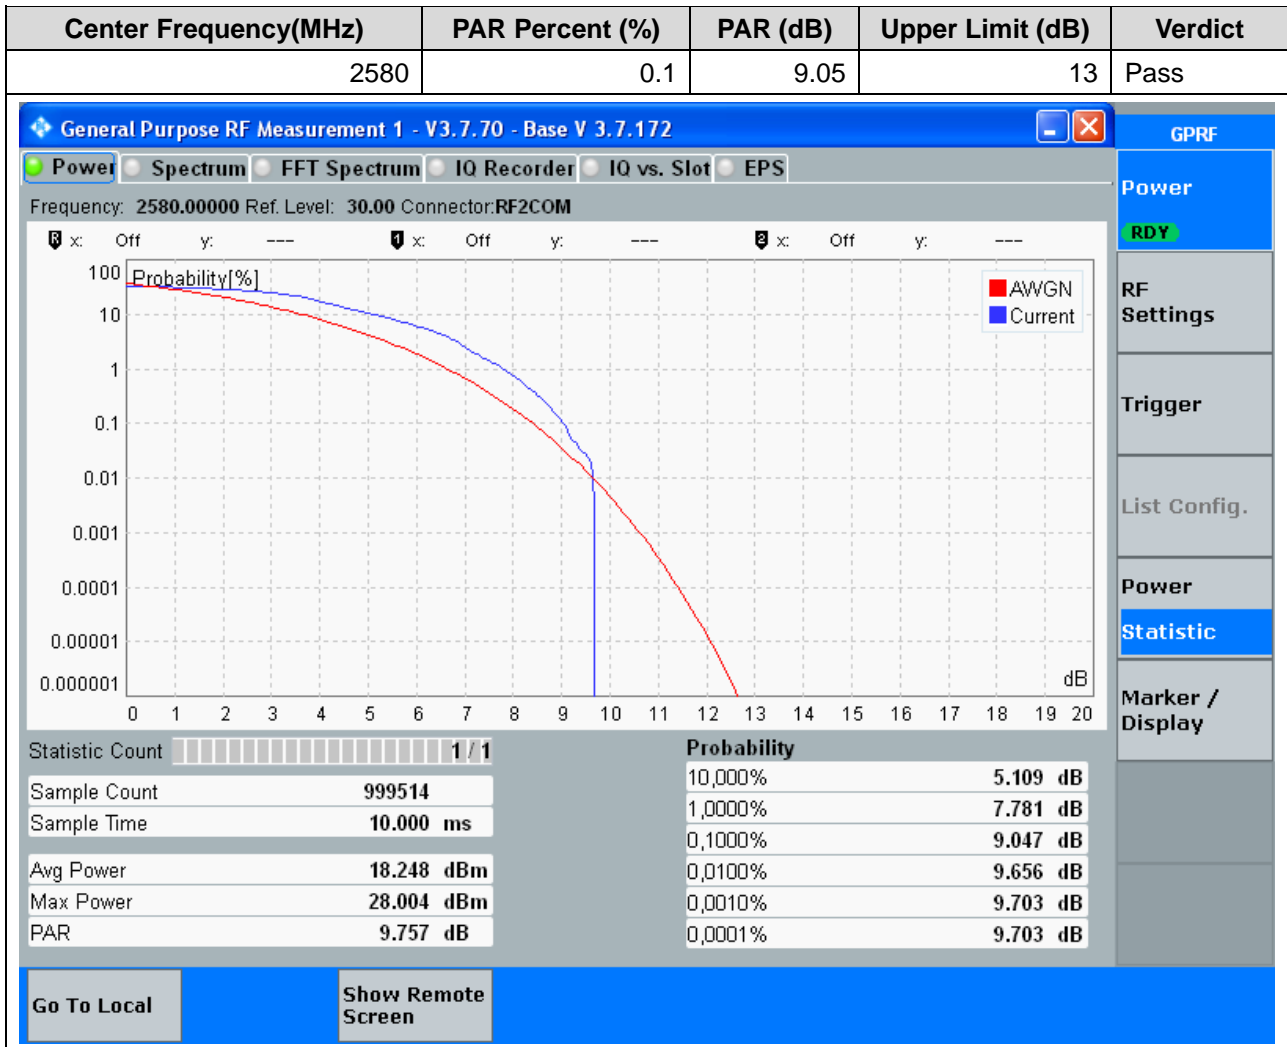 Center Frequency(MHz) PAR Percent (%) PAR (dB) Upper Limit (dB) Verdict
2580 0.1 9.05 13 Pass
General Purpose RF Measurement 1 - V3.7.70 - Base V 3.7.172
GPRF
Power Spectrum FFT Spectrum IQ Recorder IQ vs. Slot EPS
Power
RDY
Frequency: 2580.00000 Ref. Level: 30.00 Connector:RF2COM
R x: Off y: --- 1 x: Off y: --- 2 x: Off y: ---
Probability[%]
AWGN
Current
100
10
1
0.1
0.01
0.001
0.0001
0.00001
0.000001
dB
0 1 2 3 4 5 6 7 8 9 10 11 12 13 14 15 16 17 18 19 20
RF
Settings
Trigger
List Config.
Power
Statistic
Marker /
Display
Statistic Count 1 / 1
Sample Count 999514
Sample Time 10.000 ms
Avg Power 18.248 dBm
Max Power 28.004 dBm
PAR 9.757 dB
Probability
10,000% 5.109 dB
1,0000% 7.781 dB
0,1000% 9.047 dB
0,0100% 9.656 dB
0,0010% 9.703 dB
0,0001% 9.703 dB
Go To Local
Show Remote
Screen